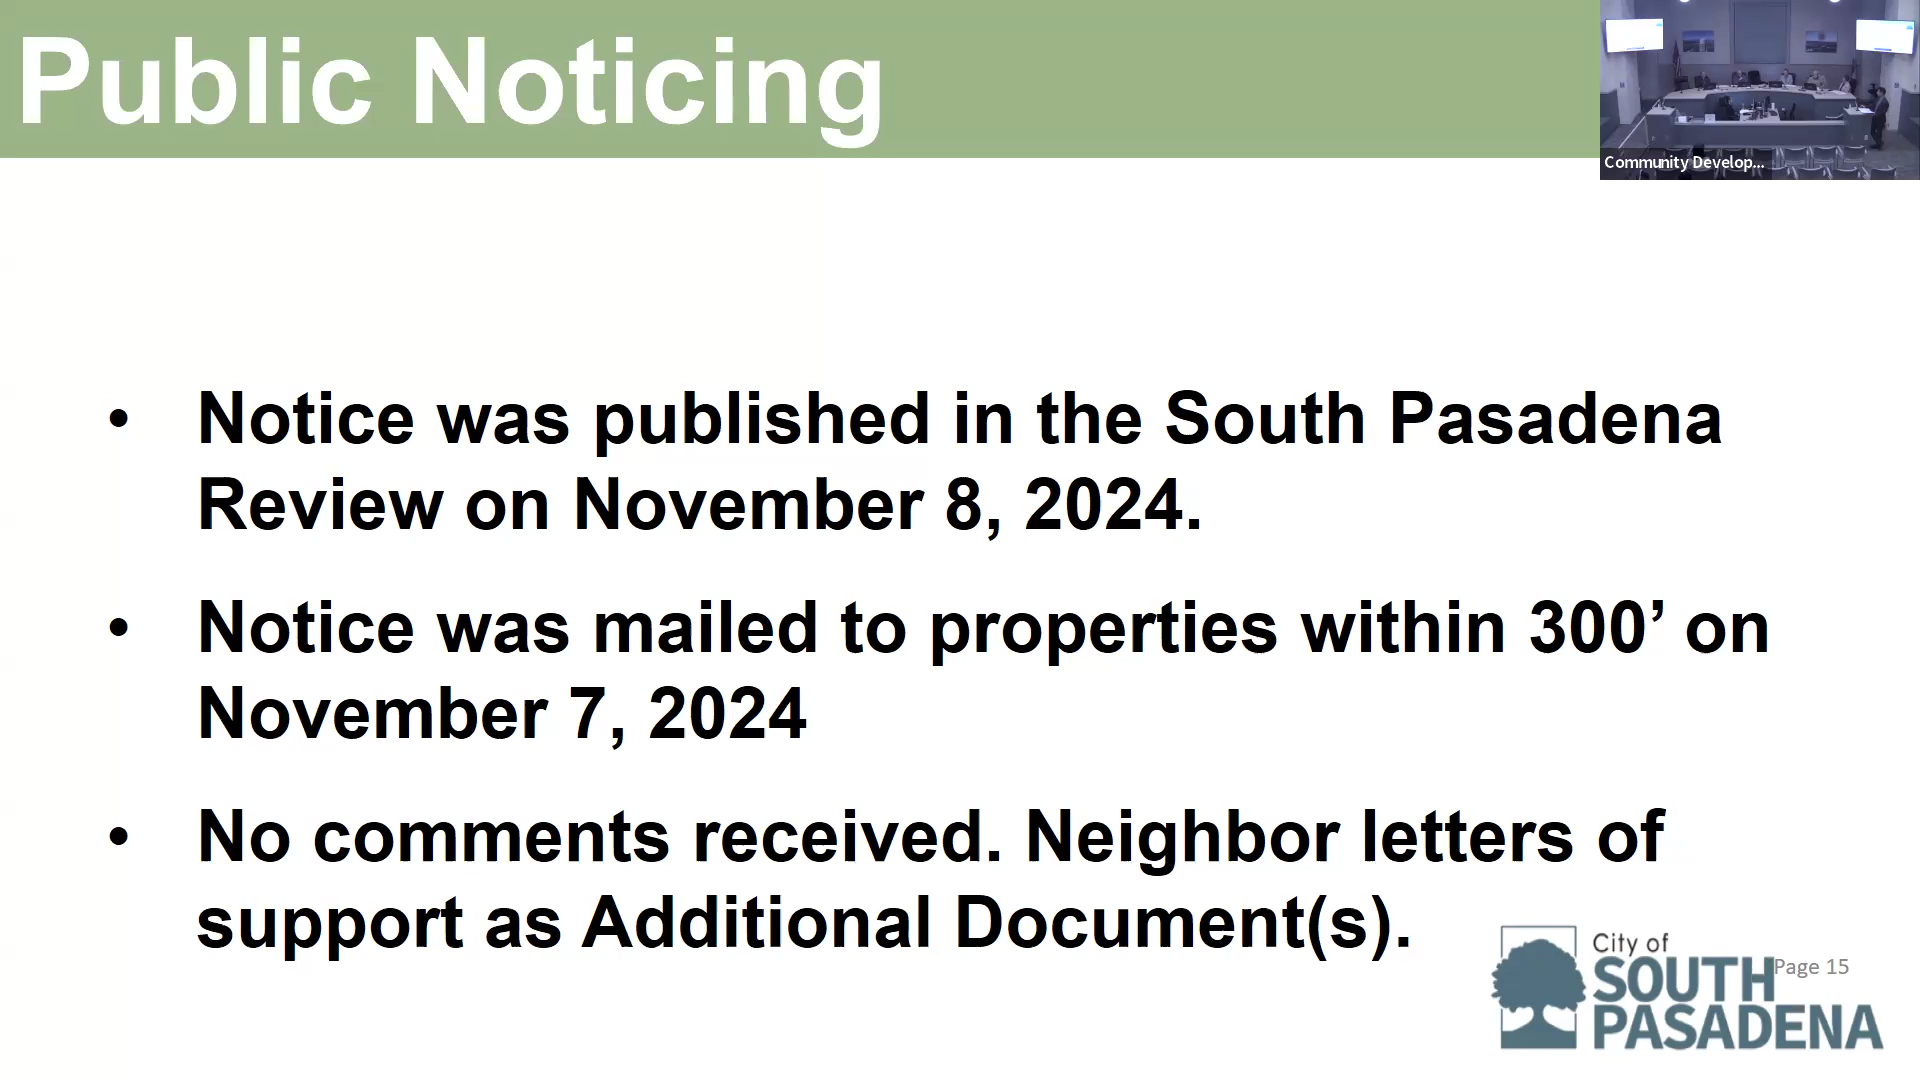 Public Noticing
Community Develop...
• Notice was published in the South Pasadena
Review on November 8, 2024.
• Notice was mailed to properties within 300’ on
November 7, 2024
• No comments received. Neighbor letters of
support as Additional Document(s).
City of
SOUTH
PASADENA
Page 15